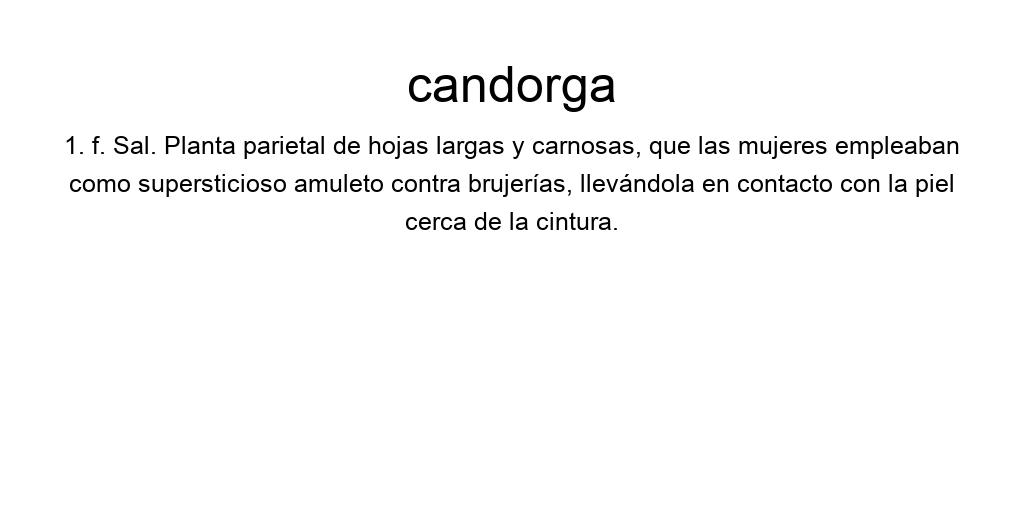 candorga
1. f. Sal. Planta parietal de hojas largas y carnosas, que las mujeres empleaban
como supersticioso amuleto contra brujerías, llevándola en contacto con la piel
cerca de la cintura.